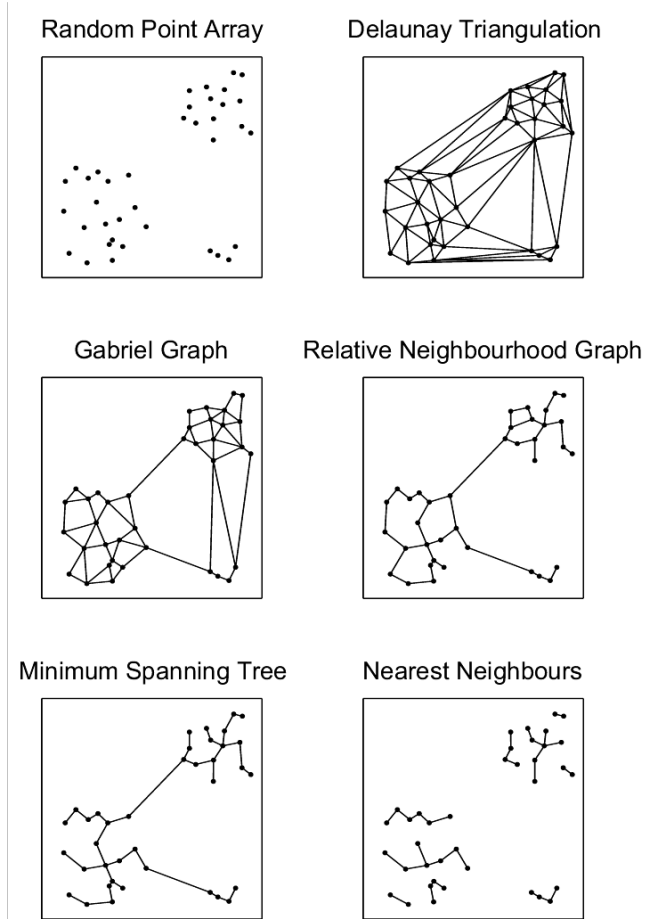 Random Point Array
Delaunay Triangulation
Gabriel Graph
Relative Neighbourhood Graph
Minimum Spanning Tree
Nearest Neighbours